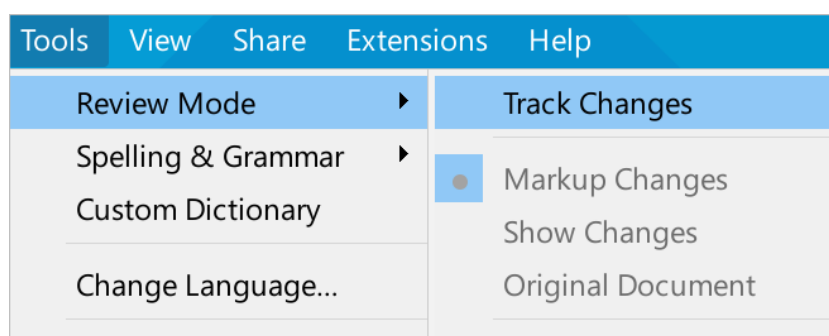 Tools View Share Extensions Help
Review Mode
Track Changes
Spelling & Grammar
Markup Changes
Custom Dictionary
Show Changes
Change Language...
Original Document